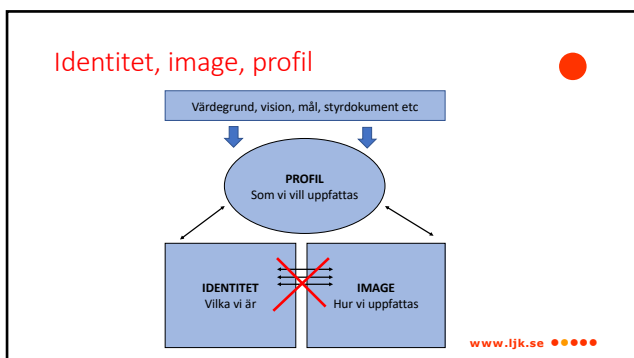 Identitet, image, profil
Värdegrund, vision, mål, styrdokument etc
PROFIL
Som vi vill uppfattas
IDENTITET
Vilka vi är
IMAGE
Hur vi uppfattas
www.ljk.se